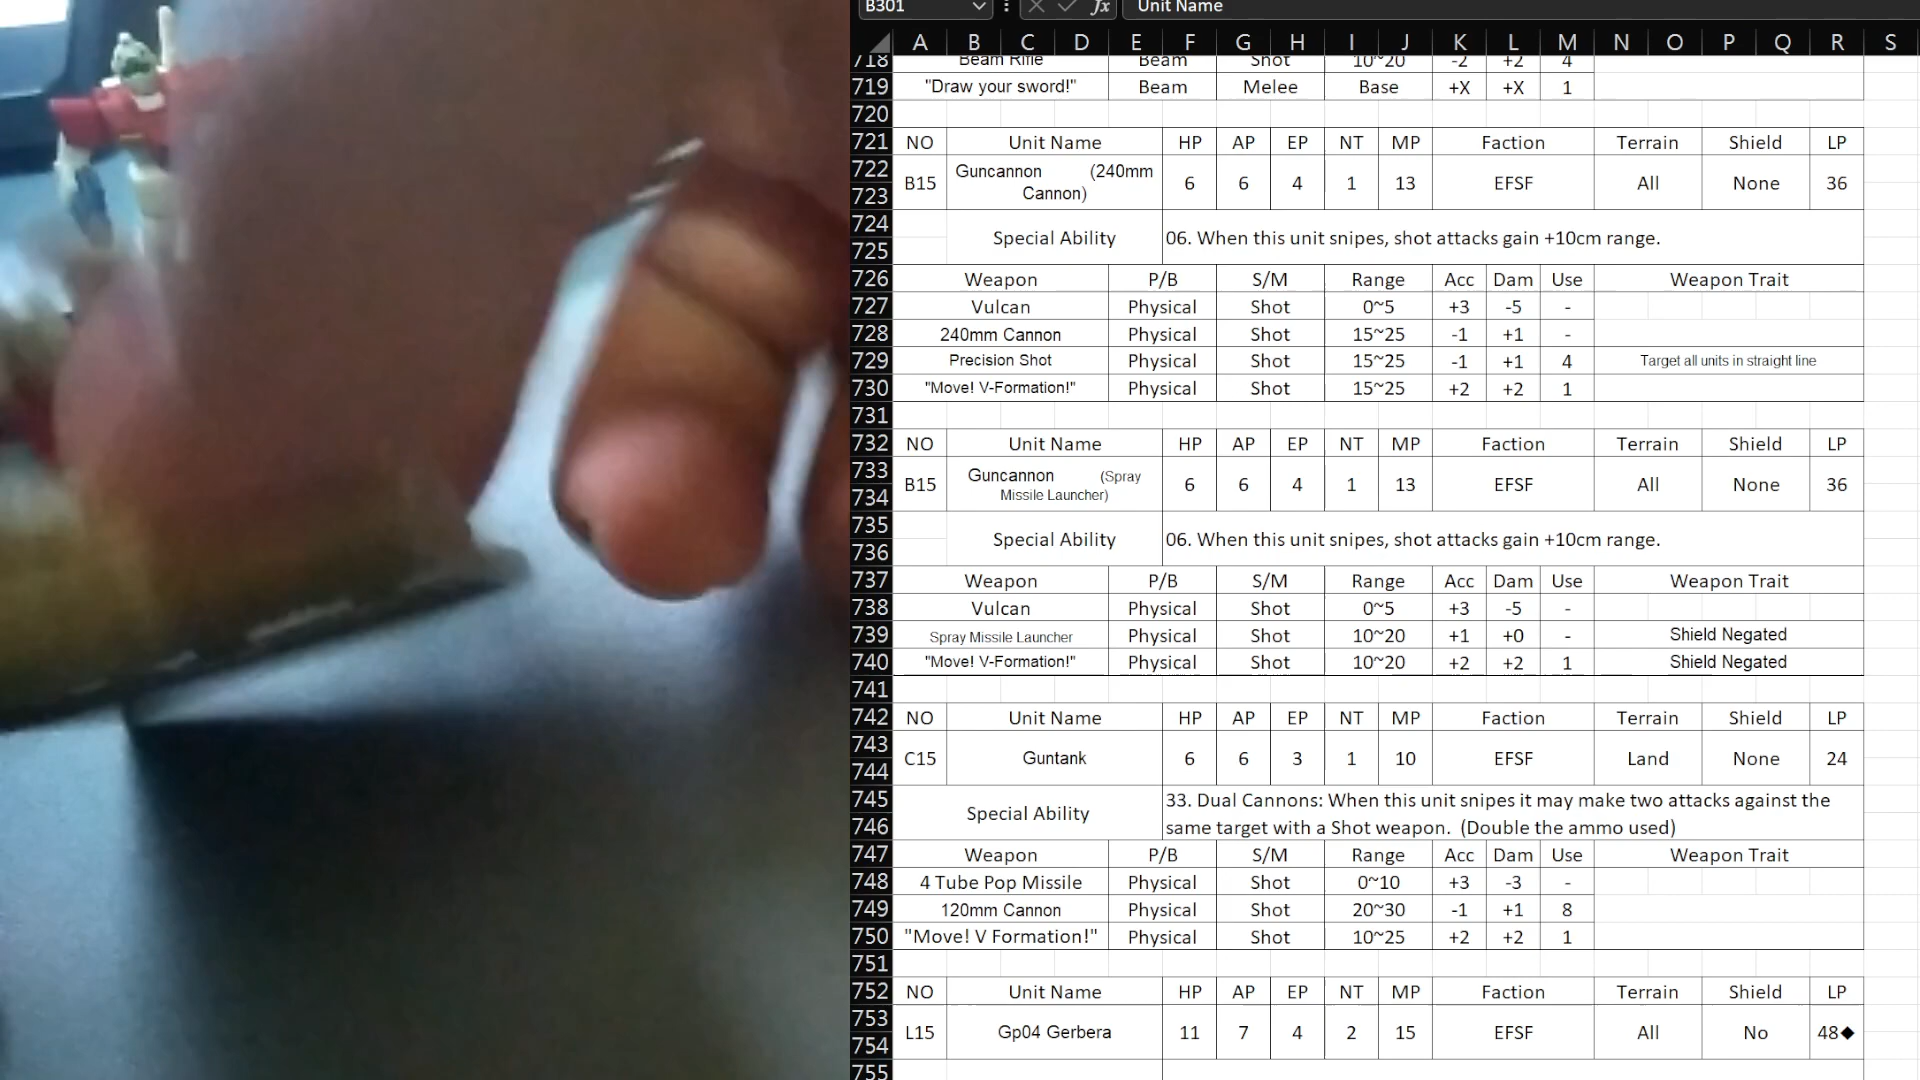 B301 fx Unit Name
A B C D E F G H I J K L M N O P Q R S
718 Beam Rifle Beam Shot 10~20 -2 +2 4
719 "Draw your sword!" Beam Melee Base +X +X 1
720
721 NO Unit Name HP AP EP NT MP Faction Terrain Shield LP
722 Guncannon (240mm
B15 6 6 4 1 13 EFSF All None 36
723 Cannon)
724
Special Ability 06. When this unit snipes, shot attacks gain +10cm range.
725
726 Weapon P/B S/M Range Acc Dam Use Weapon Trait
727 Vulcan Physical Shot 0~5 +3 -5 -
728 240mm Cannon Physical Shot 15~25 -1 +1 -
729 Precision Shot Physical Shot 15~25 -1 +1 4 Target all units in straight line
730 "Move! V-Formation!" Physical Shot 15~25 +2 +2 1
731
732 NO Unit Name HP AP EP NT MP Faction Terrain Shield LP
733 Guncannon (Spray
B15 6 6 4 1 13 EFSF All None 36
734 Missile Launcher)
735
Special Ability 06. When this unit snipes, shot attacks gain +10cm range.
736
737 Weapon P/B S/M Range Acc Dam Use Weapon Trait
738 Vulcan Physical Shot 0~5 +3 -5 -
739 Spray Missile Launcher Physical Shot 10~20 +1 +0 - Shield Negated
740 "Move! V-Formation!" Physical Shot 10~20 +2 +2 1 Shield Negated
741
742 NO Unit Name HP AP EP NT MP Faction Terrain Shield LP
743
C15 Guntank 6 6 3 1 10 EFSF Land None 24
744
745 33. Dual Cannons: When this unit snipes it may make two attacks against the
Special Ability
746 same target with a Shot weapon. (Double the ammo used)
747 Weapon P/B S/M Range Acc Dam Use Weapon Trait
748 4 Tube Pop Missile Physical Shot 0~10 +3 -3 -
749 120mm Cannon Physical Shot 20~30 -1 +1 8
750 "Move! V Formation!" Physical Shot 10~25 +2 +2 1
751
752 NO Unit Name HP AP EP NT MP Faction Terrain Shield LP
753
L15 Gp04 Gerbera 11 7 4 2 15 EFSF All No 48◆
754
755